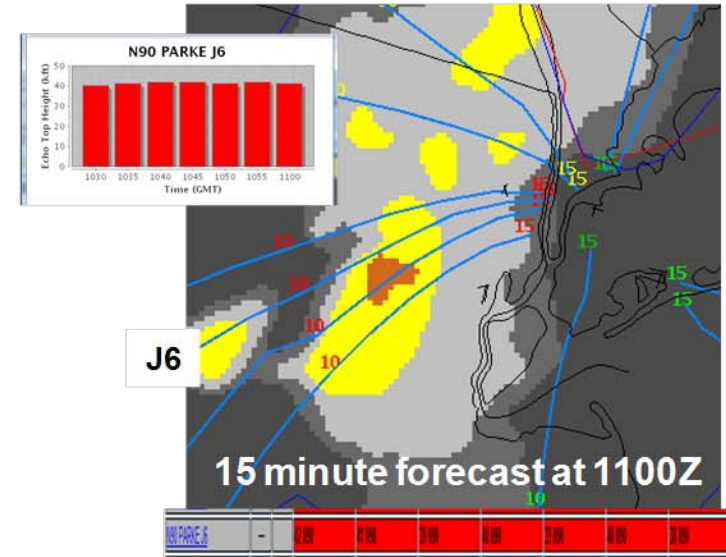 N90 PARKE J6
Echo Top Height (kft)
50
40
30
20
10
0
1030 1035 1040 1045 1050 1055 1100
Time (GMT)
15
15
15
15
15
10
15
15
15
10
10
10
J6
15 minute forecast at 1100Z
10
N90 PARKE J6 –